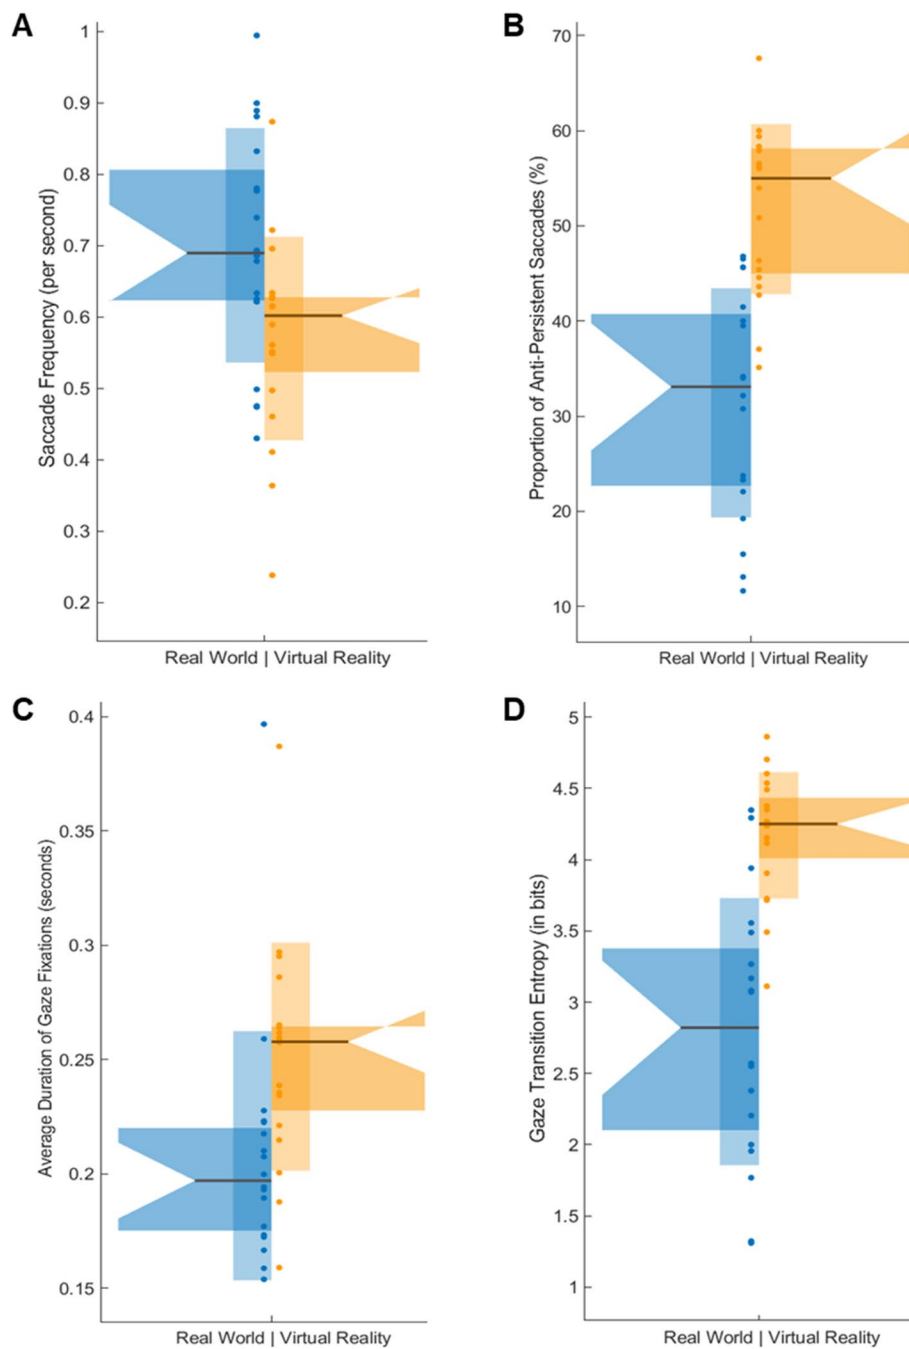 A
Saccade Frequency (per second)
1
0.9
0.8
0.7
0.6
0.5
0.4
0.3
0.2
Real World | Virtual Reality
B
Proportion of Anti-Persistent Saccades (%)
70
60
50
40
30
20
10
Real World | Virtual Reality
C
Average Duration of Gaze Fixations (seconds)
0.4
0.35
0.3
0.25
0.2
0.15
Real World | Virtual Reality
D
Gaze Transition Entropy (in bits)
5
4.5
4
3.5
3
2.5
2
1.5
1
Real World | Virtual Reality